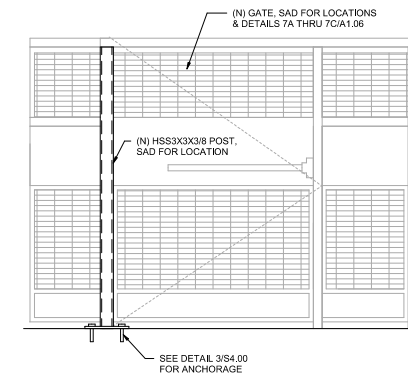 (N) GATE, SAD FOR LOCATIONS
& DETAILS 7A THRU 7C/A1.06
(N) HSS3X3X3/8 POST,
SAD FOR LOCATION
SEE DETAIL 3/S4.00
FOR ANCHORAGE